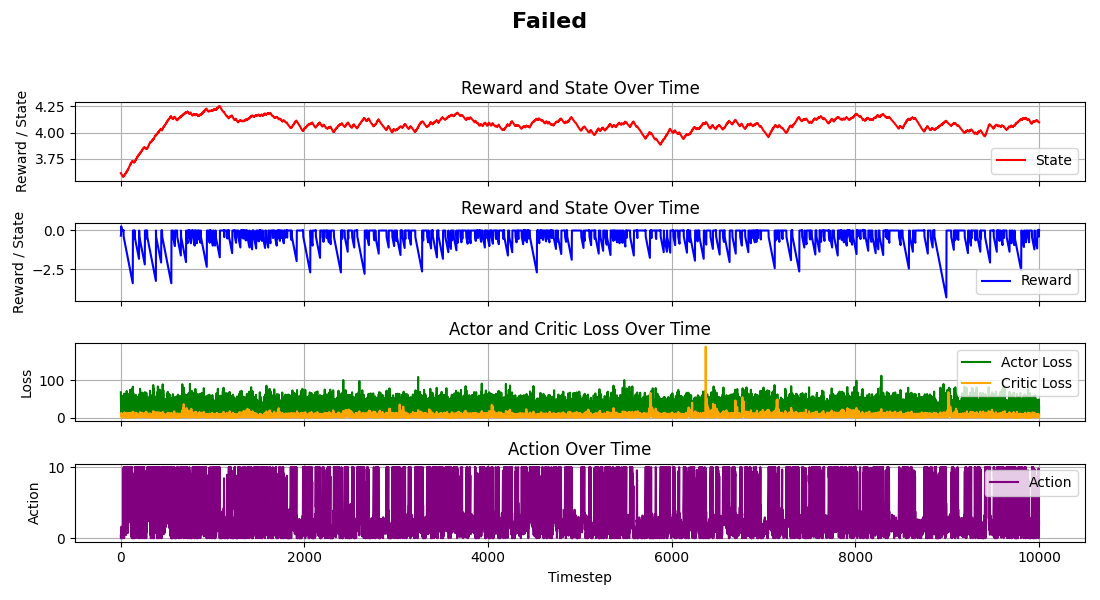 Failed
Reward and State Over Time
Reward / State
4.25
4.00
3.75
State
Reward and State Over Time
Reward / State
0.0
−2.5
Reward
Actor and Critic Loss Over Time
Loss
100
0
Actor Loss
Critic Loss
Action Over Time
Action
10
0
Action
0 2000 4000 6000 8000 10000
Timestep